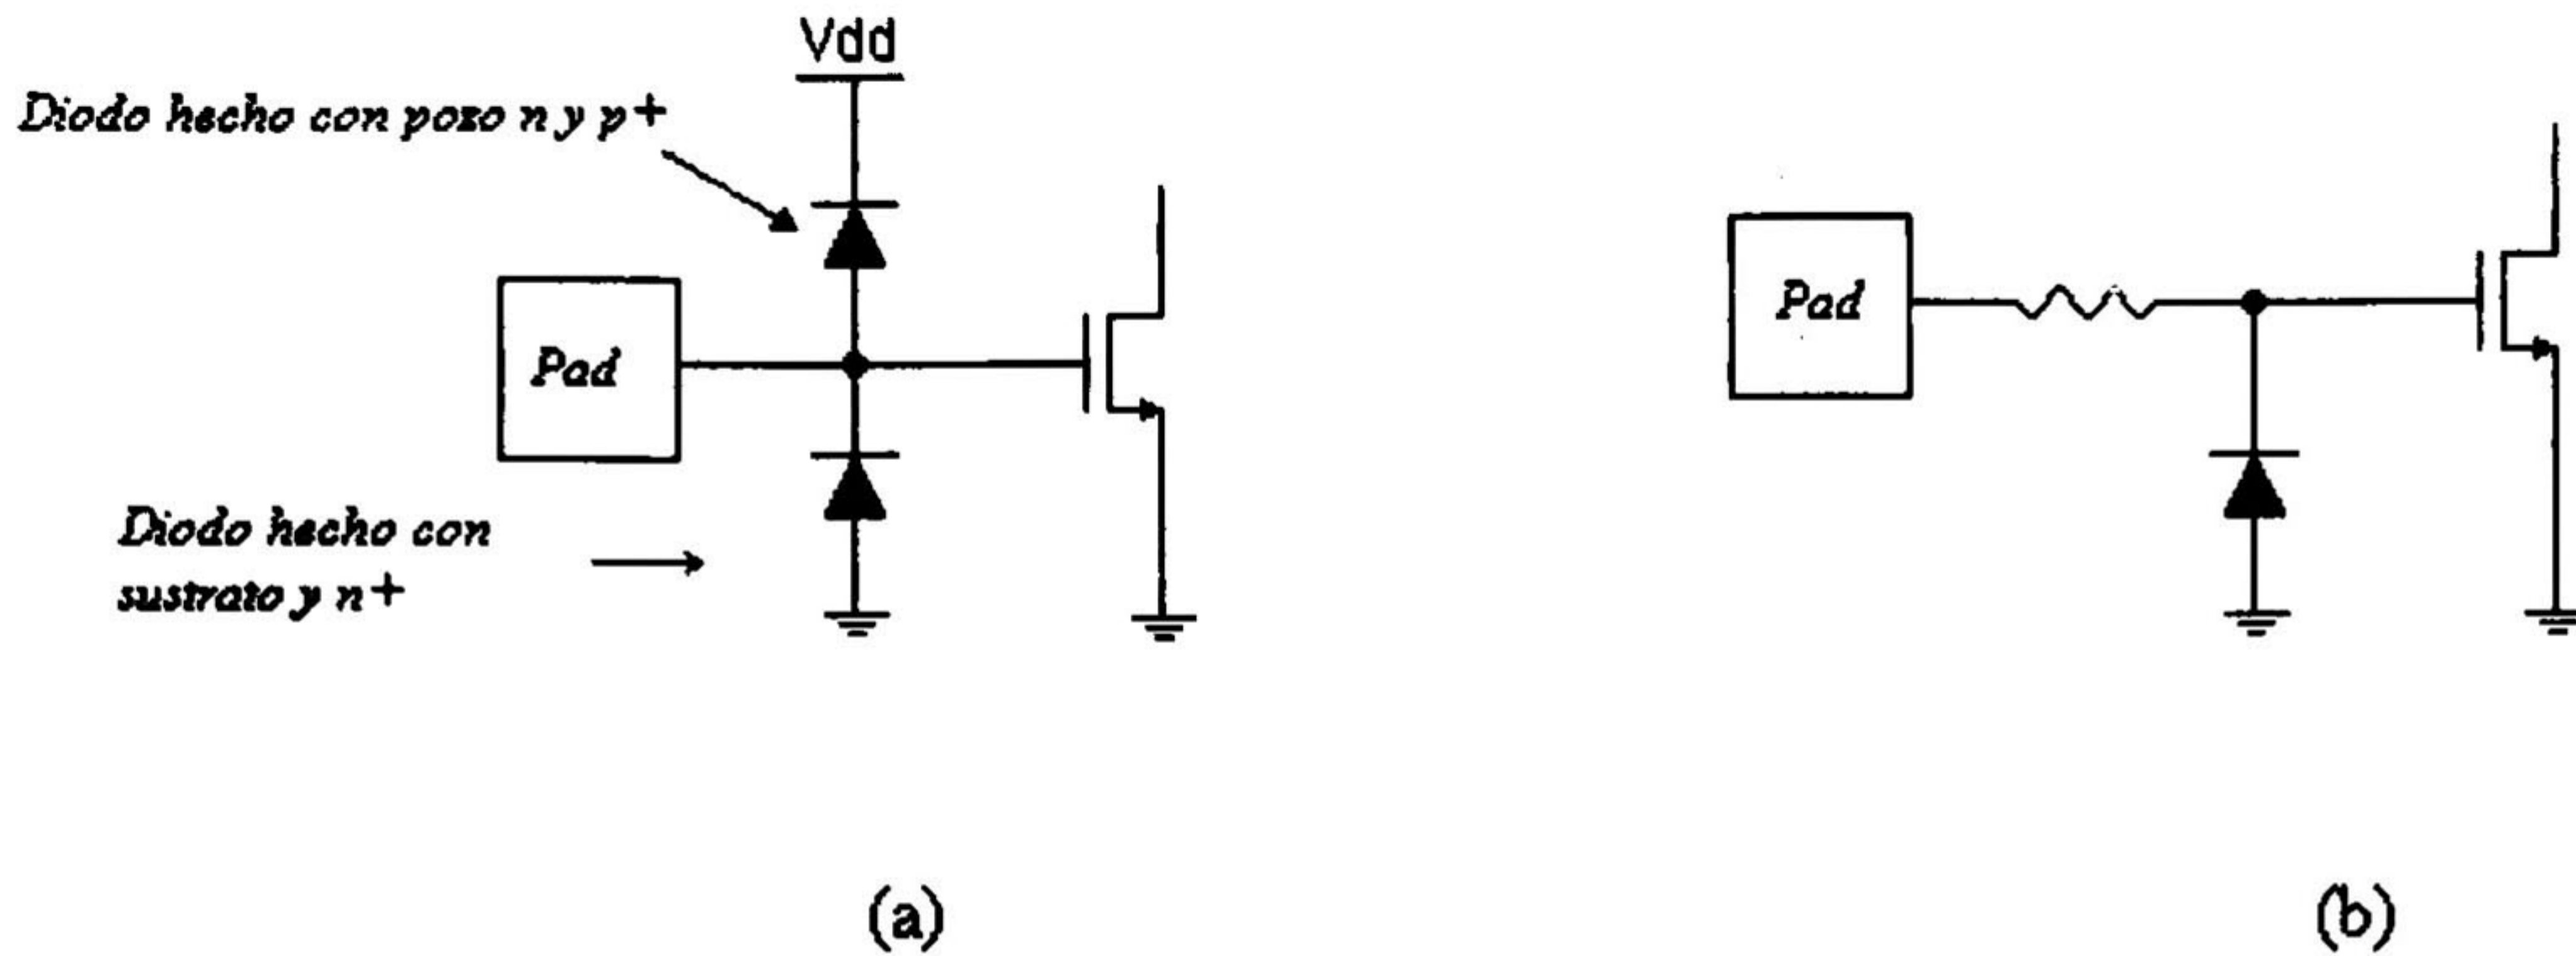 Vdd
Diodo hecho con pozo n y p+
Pad
Pad
Diodo hecho con
sustrato y n+
(a)
(b)